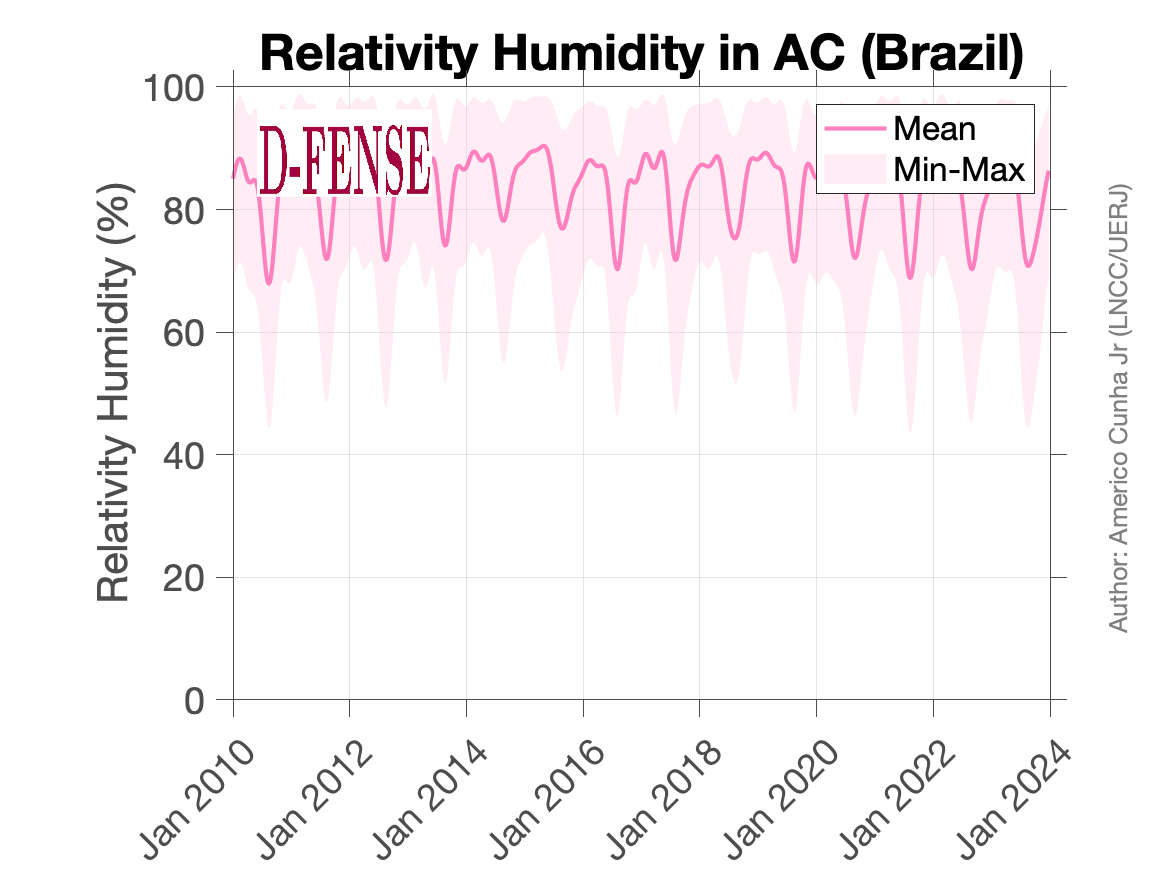 Relativity Humidity in AC (Brazil)
D-FENSE
Mean
Min-Max
Relativity Humidity (%)
100
80
60
40
20
0
Jan 2010
Jan 2012
Jan 2014
Jan 2016
Jan 2018
Jan 2020
Jan 2022
Jan 2024
Author: Americo Cunha Jr (LNCC/UERJ)